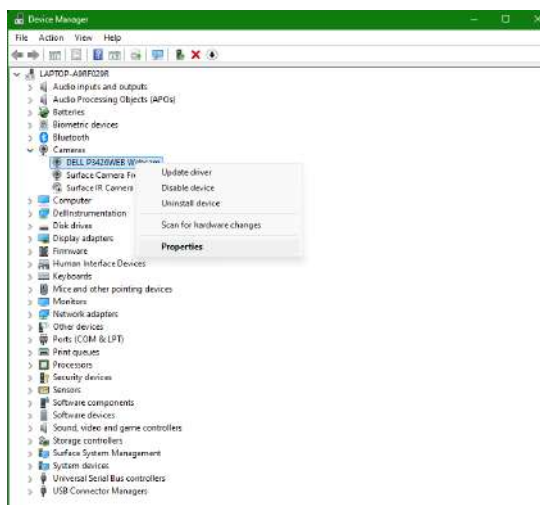 Device Manager
File Action View Help
LAPTOP-A9RF029R
Audio inputs and outputs
Audio Processing Objects (APOs)
Batteries
Biometric devices
Bluetooth
Cameras
DELL P3426WEB Webcam
Update driver
Surface Camera Fr
Disable device
Surface IR Camera
Uninstall device
Computer
DellInstrumentation
Scan for hardware changes
Disk drives
Display adapters
Properties
Firmware
Human Interface Devices
Keyboards
Mice and other pointing devices
Monitors
Network adapters
Other devices
Ports (COM & LPT)
Print queues
Processors
Security devices
Sensors
Software components
Software devices
Sound, video and game controllers
Storage controllers
Surface System Management
System devices
Universal Serial Bus controllers
USB Connector Managers